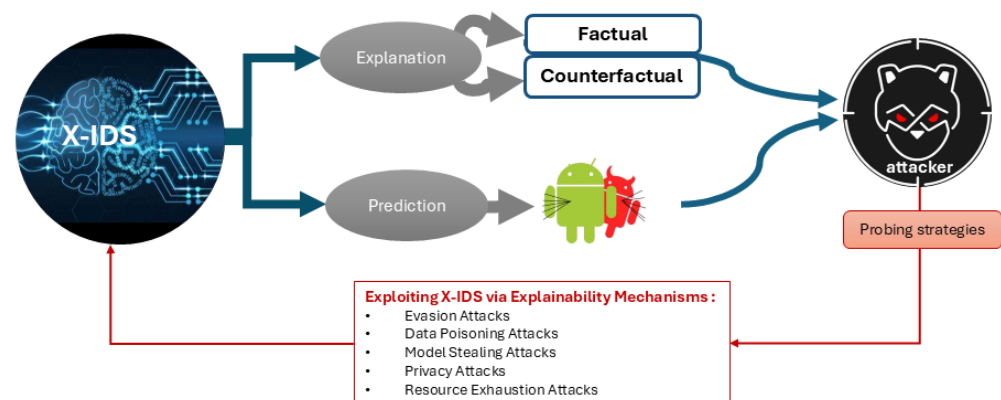 X-IDS
Explanation
Factual
Counterfactual
Prediction
attacker
Probing strategies
Exploiting X-IDS via Explainability Mechanisms :
• Evasion Attacks
• Data Poisoning Attacks
• Model Stealing Attacks
• Privacy Attacks
• Resource Exhaustion Attacks